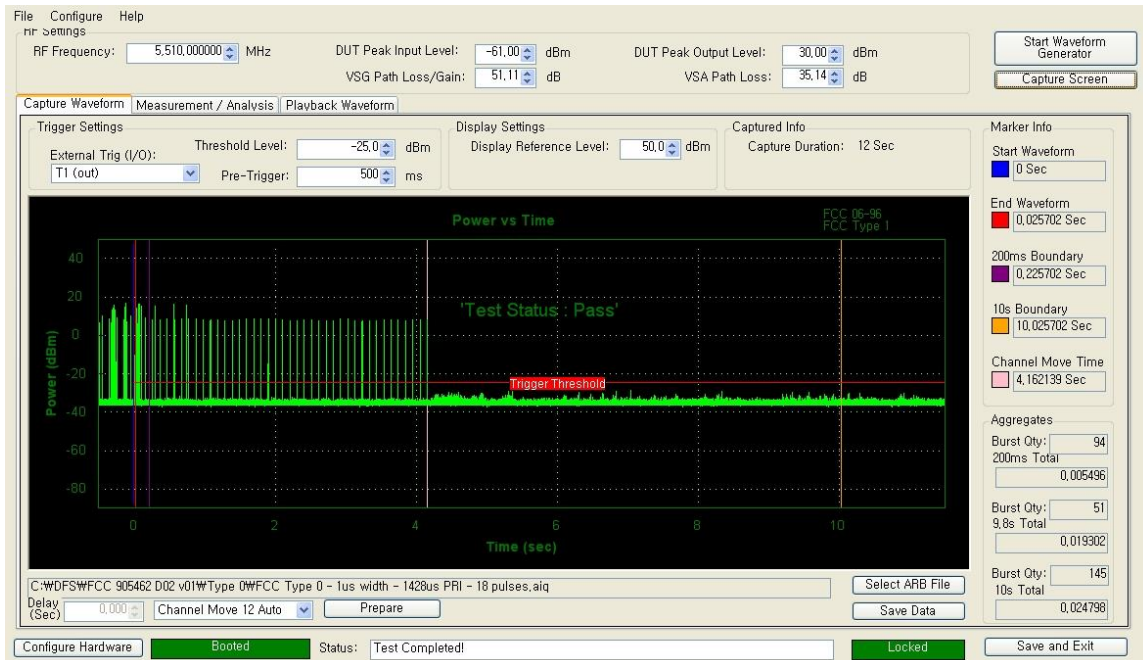 File Configure Help
RF Settings
RF Frequency: 5,510,000000 MHz DUT Peak Input Level: -61,00 dBm DUT Peak Output Level: 30,00 dBm
VSG Path Loss/Gain: 51,11 dB VSA Path Loss: 35,14 dB
Start Waveform
Generator
Capture Screen
Capture Waveform Measurement / Analysis Playback Waveform
Trigger Settings
External Trig (I/O): Threshold Level: -25,0 dBm
T1 (out) Pre-Trigger: 500 ms
Display Settings
Display Reference Level: 50,0 dBm
Captured Info
Capture Duration: 12 Sec
Power vs Time
FCC 06-96
FCC Type 1
'Test Status : Pass'
Trigger Threshold
Power (dBm)
40
20
0
-20
-40
-60
-80
0 2 4 6 8 10
Time (sec)
Marker Info
Start Waveform
0 Sec
End Waveform
0,025702 Sec
200ms Boundary
0,225702 Sec
10s Boundary
10,025702 Sec
Channel Move Time
4,162139 Sec
Aggregates
Burst Qty: 94
200ms Total
0,005496
Burst Qty: 51
9,8s Total
0,019302
Burst Qty: 145
10s Total
0,024798
C:₩DFS₩FCC 905462 D02 v01₩Type 0₩FCC Type 0 - 1us width - 1428us PRI - 18 pulses,aiq
Select ARB File
Delay
(Sec) 0,000 Channel Move 12 Auto Prepare Save Data
Configure Hardware Booted Status: Test Completed! Locked Save and Exit